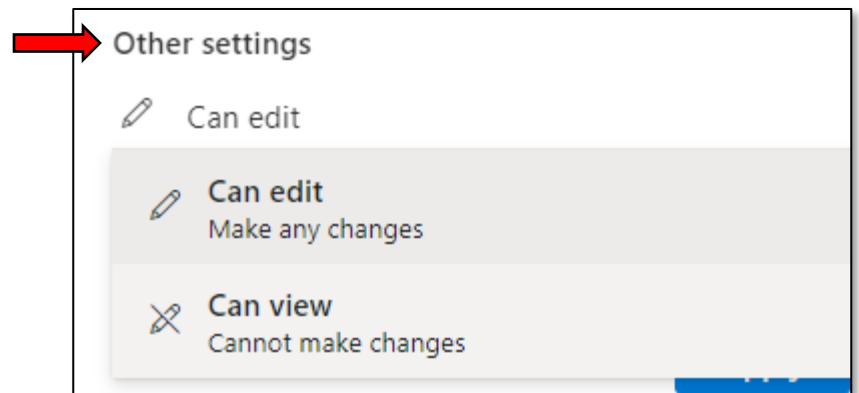 Other settings
Can edit
Can edit
Make any changes
Can view
Cannot make changes